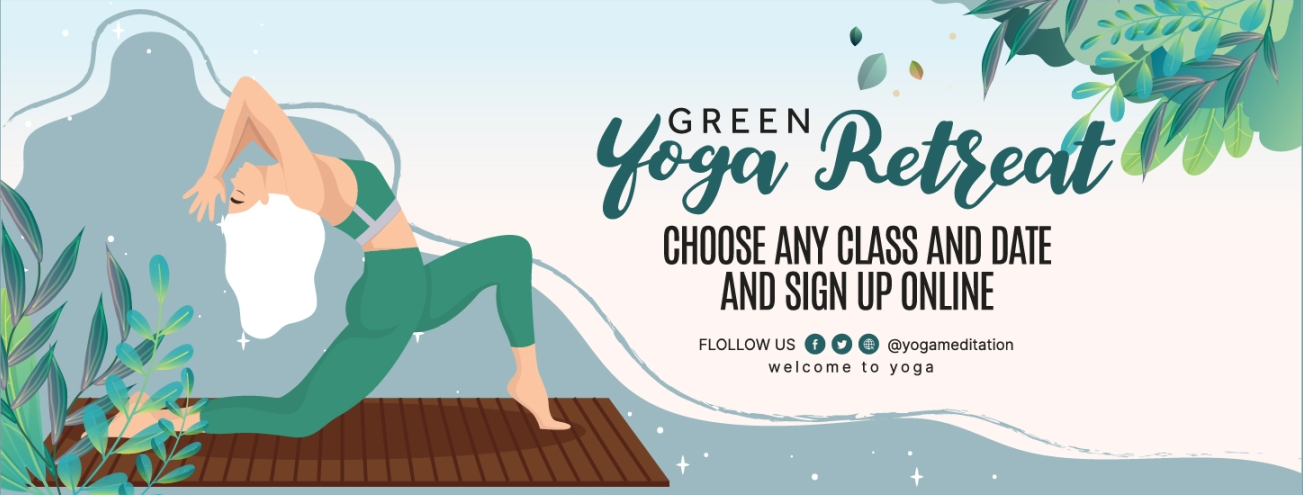 GREEN
Yoga Retreat
CHOOSE ANY CLASS AND DATE
AND SIGN UP ONLINE
FLOLLOW US @yogameditation
welcome to yoga